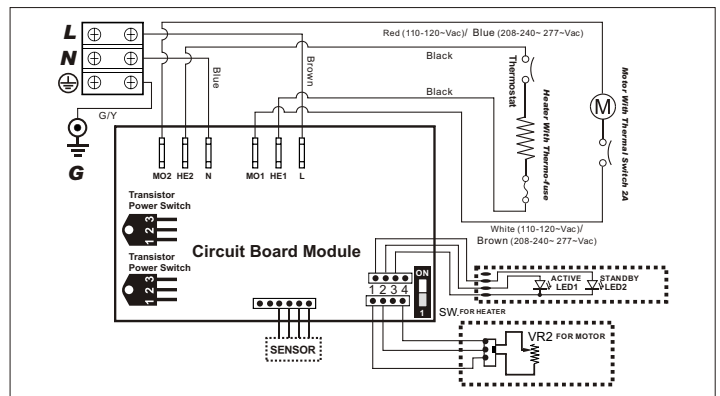 L
Red (110-120~Vac)/ Blue (208-240~ 277~Vac)
N
Black
Blue
Brown
Thermostat
Heater With Thermo-fuse
Motor With Thermal Switch 2A
M
Black
G/Y
G
MO2 HE2 N MO1 HE1 L
Transistor
Power Switch
1 2 3
White (110-120~Vac)/
Brown (208-240~ 277~Vac)
Circuit Board Module
Transistor
Power Switch
1 2 3
ON
1 2 3 4
1
ACTIVE
LED1
STANDBY
LED2
SW. FOR HEATER
SENSOR
VR2 FOR MOTOR